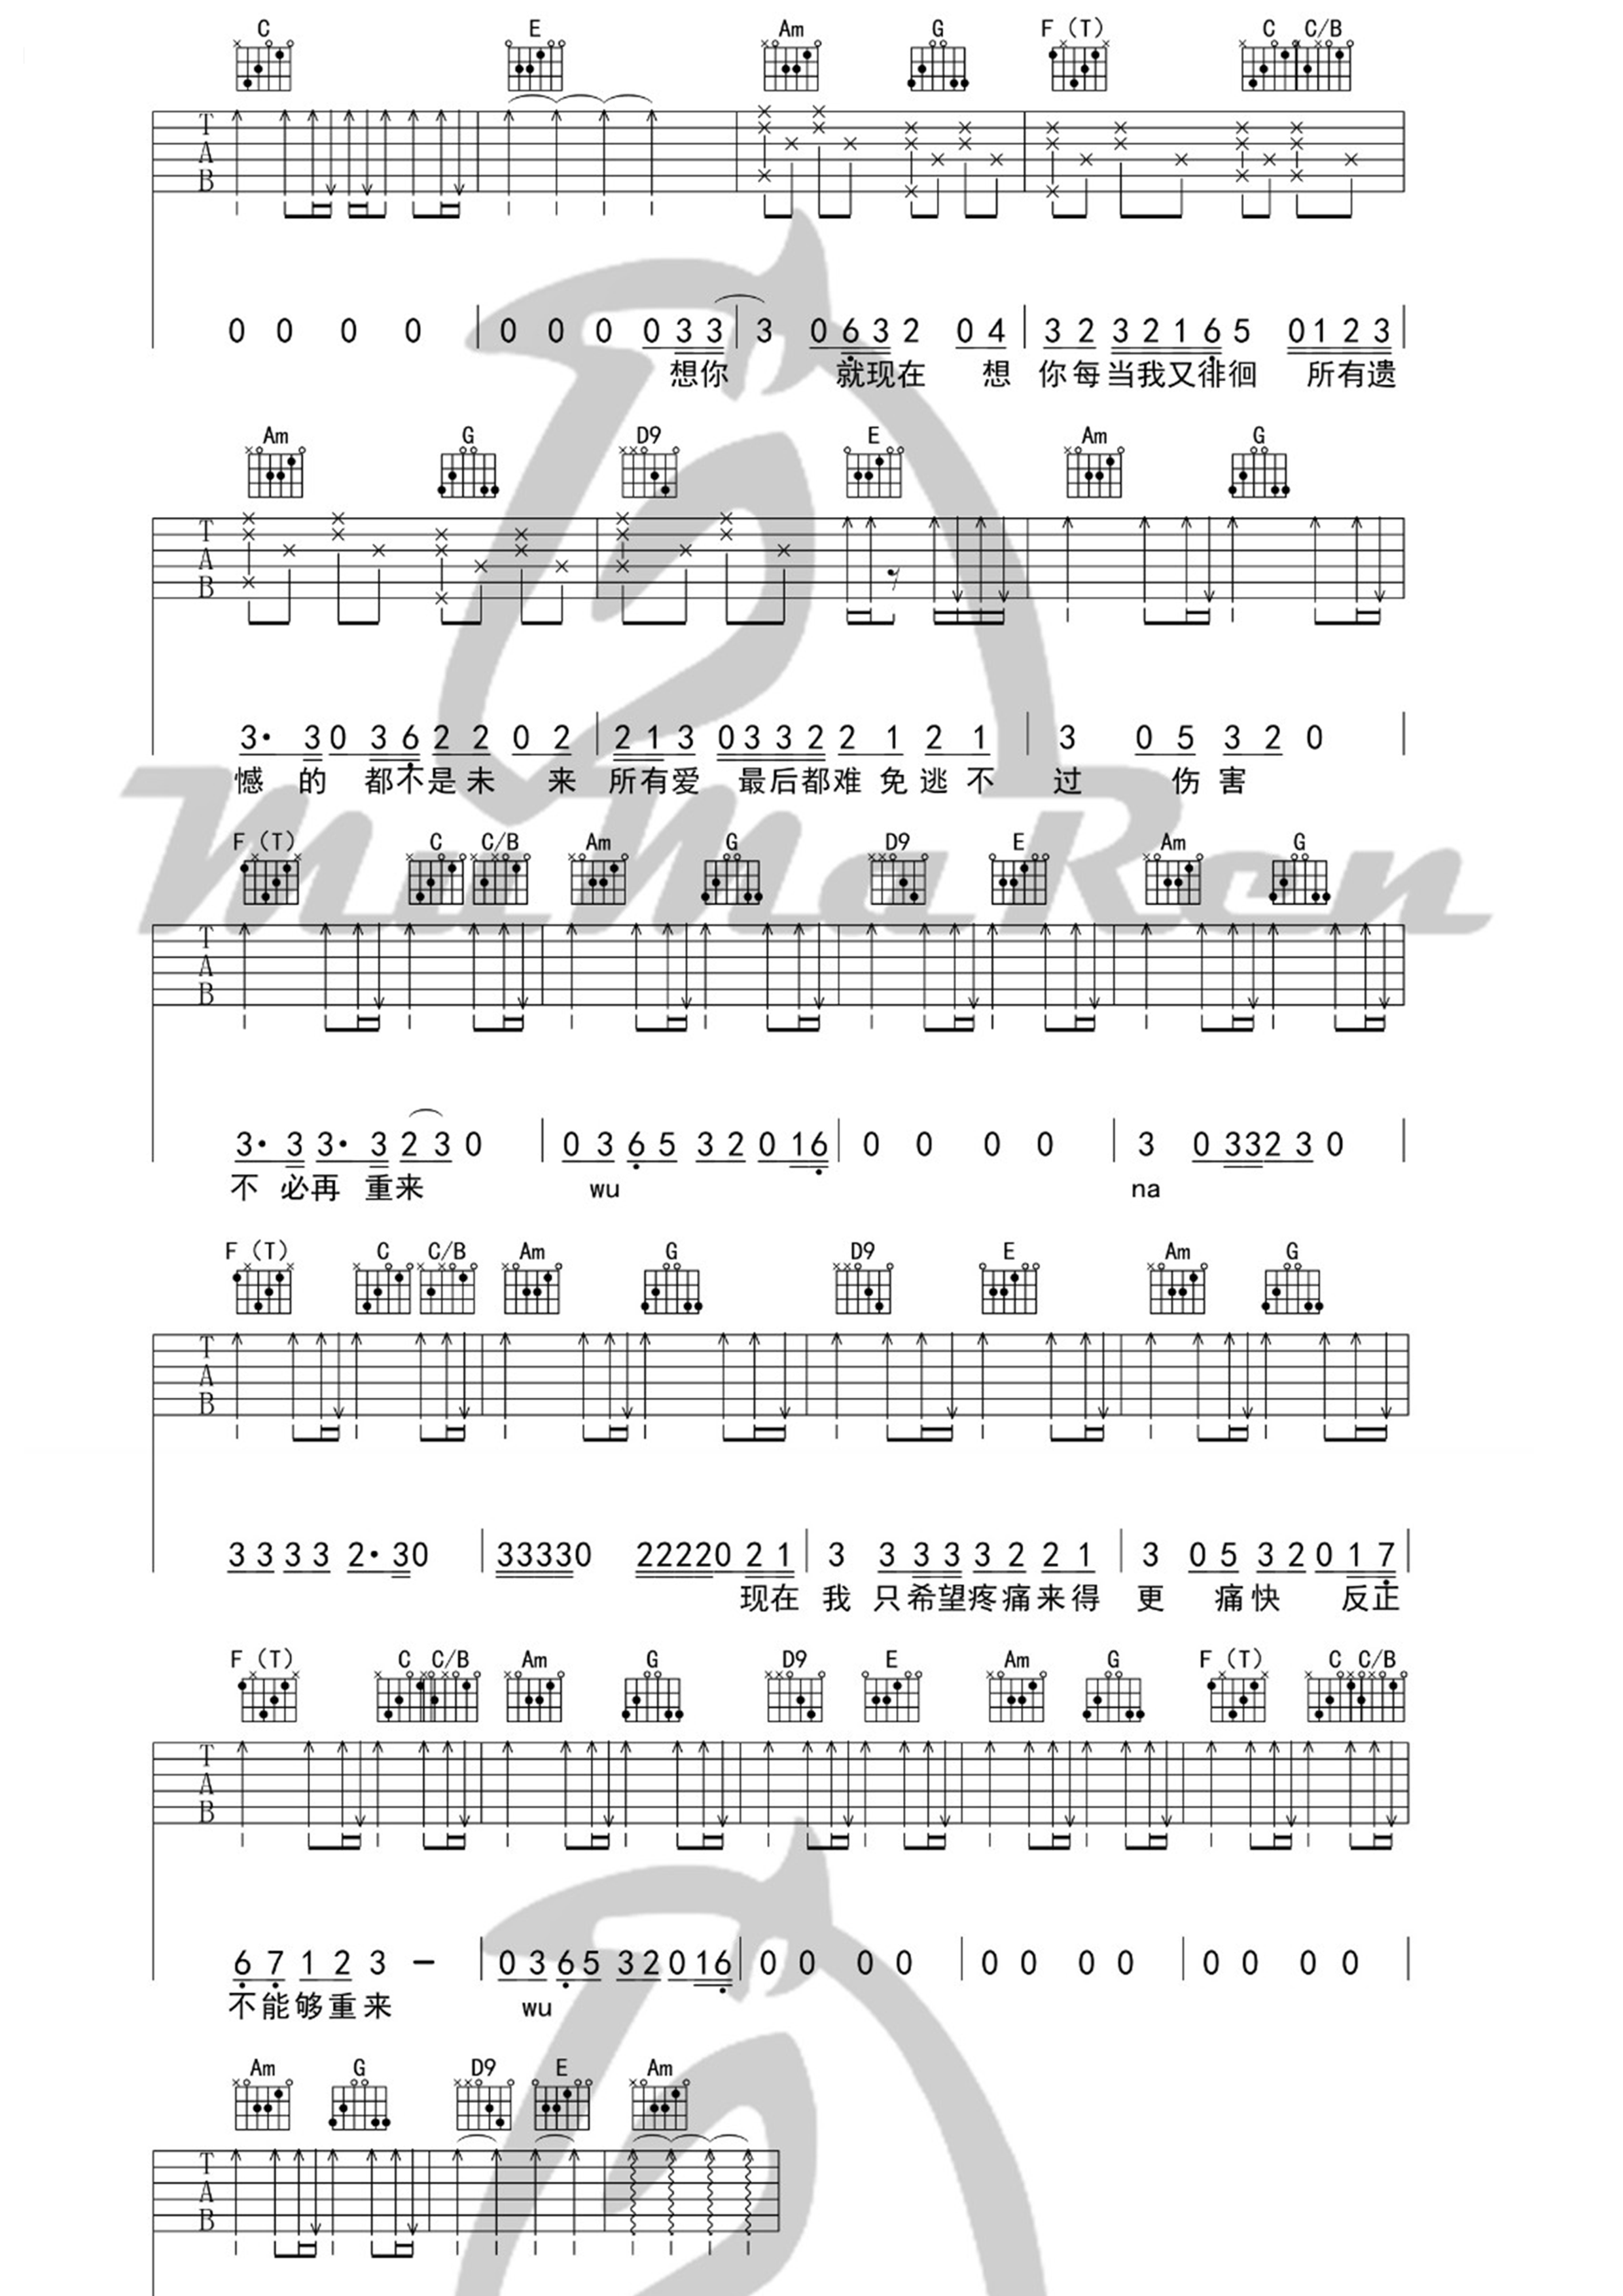 C E Am G F（T） C C/B
T
A
B
0 0 0 0 | 0 0 0 0 3 3 | 3 0 6 3 2 0 4 | 3 2 3 2 1 6 5 0 1 2 3 |
想你 就现在 想 你每当我又徘徊 所有遗
Am G D9 E Am G
T
A
B
3· 3 0 3 6 2 2 0 2 | 2 1 3 0 3 3 2 2 1 2 1 | 3 0 5 3 2 0 |
憾 的 都不是未 来 所有爱 最后都难 免 逃 不 过 伤 害
MuMaRen
F（T） C C/B Am G D9 E Am G
T
A
B
3· 3 3· 3 2 3 0 | 0 3 6 5 3 2 0 1 6 | 0 0 0 0 | 3 0 3 3 2 3 0 |
不 必再 重来 wu na
F（T） C C/B Am G D9 E Am G
T
A
B
3 3 3 3 2· 3 0 | 3 3 3 3 0 2 2 2 2 0 2 1 | 3 3 3 3 3 2 2 1 | 3 0 5 3 2 0 1 7 |
现在 我 只希望疼痛来得 更 痛快 反正
F（T） C C/B Am G D9 E Am G F（T） C C/B
T
A
B
6 7 1 2 3 － | 0 3 6 5 3 2 0 1 6 | 0 0 0 0 | 0 0 0 0 | 0 0 0 0 |
不能够重来 wu
Am G D9 E Am
T
A
B